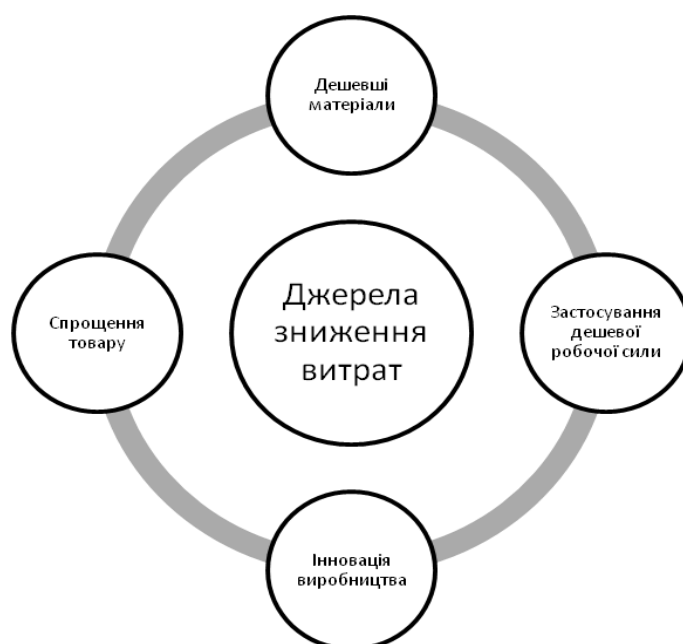 Дешевші
матеріали
Джерела
зниження
витрат
Спрощення
товару
Застосування
дешевої
робочої сили
Інновація
виробництва